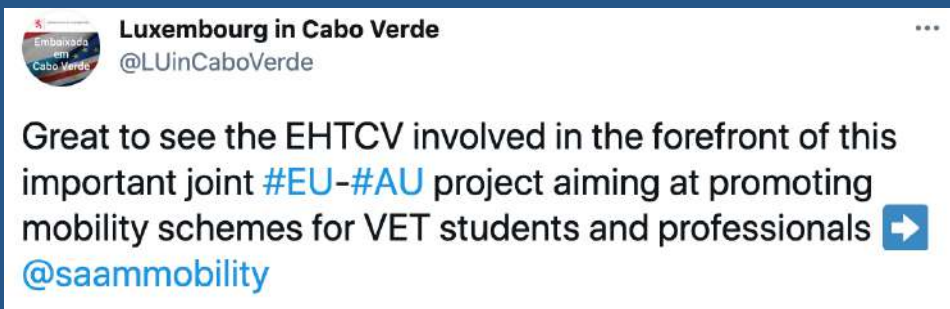 Embaixada
em
Cabo Verde
Luxembourg in Cabo Verde
@LUinCaboVerde
Great to see the EHTCV involved in the forefront of this
important joint #EU-#AU project aiming at promoting
mobility schemes for VET students and professionals ➡️
@saammobility